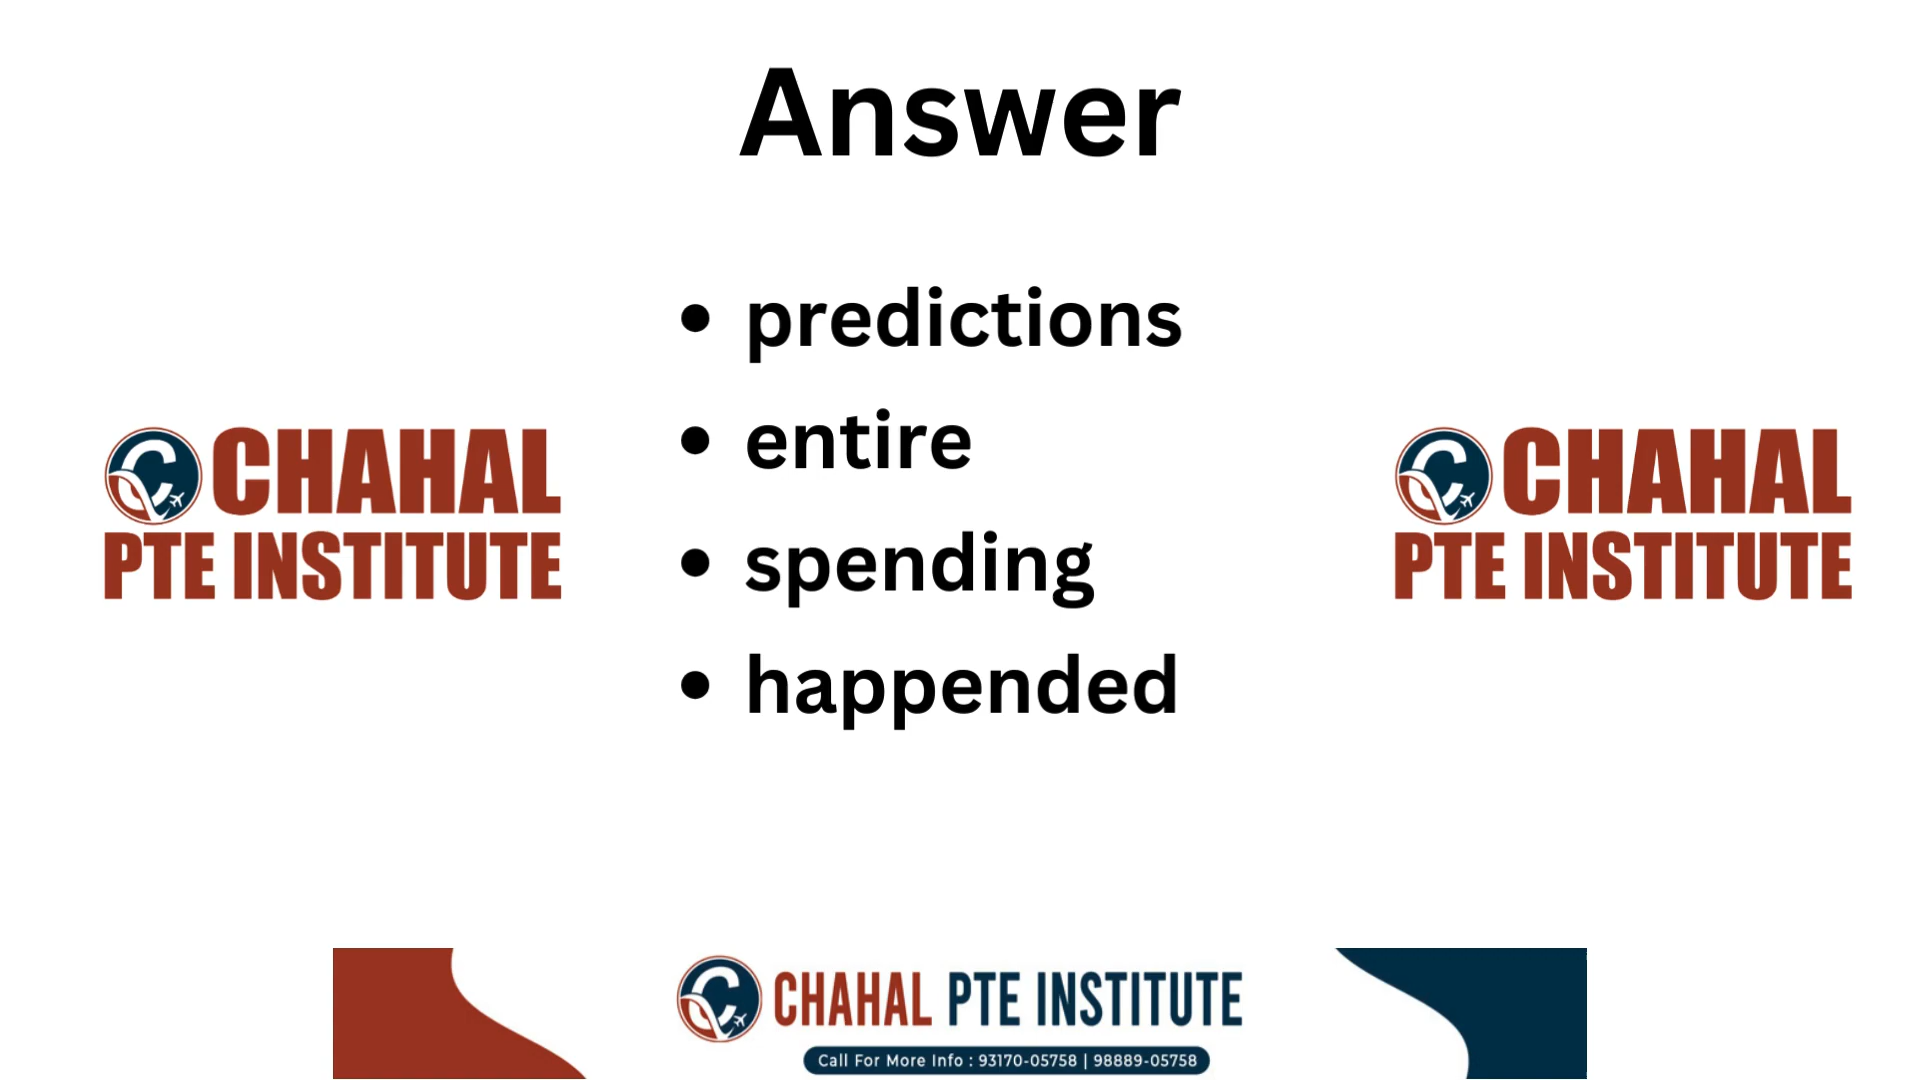 Answer
• predictions
• entire
• spending
• happended
CHAHAL
PTE INSTITUTE
CHAHAL
PTE INSTITUTE
CHAHAL PTE INSTITUTE
Call For More Info : 93170-05758 | 98889-05758